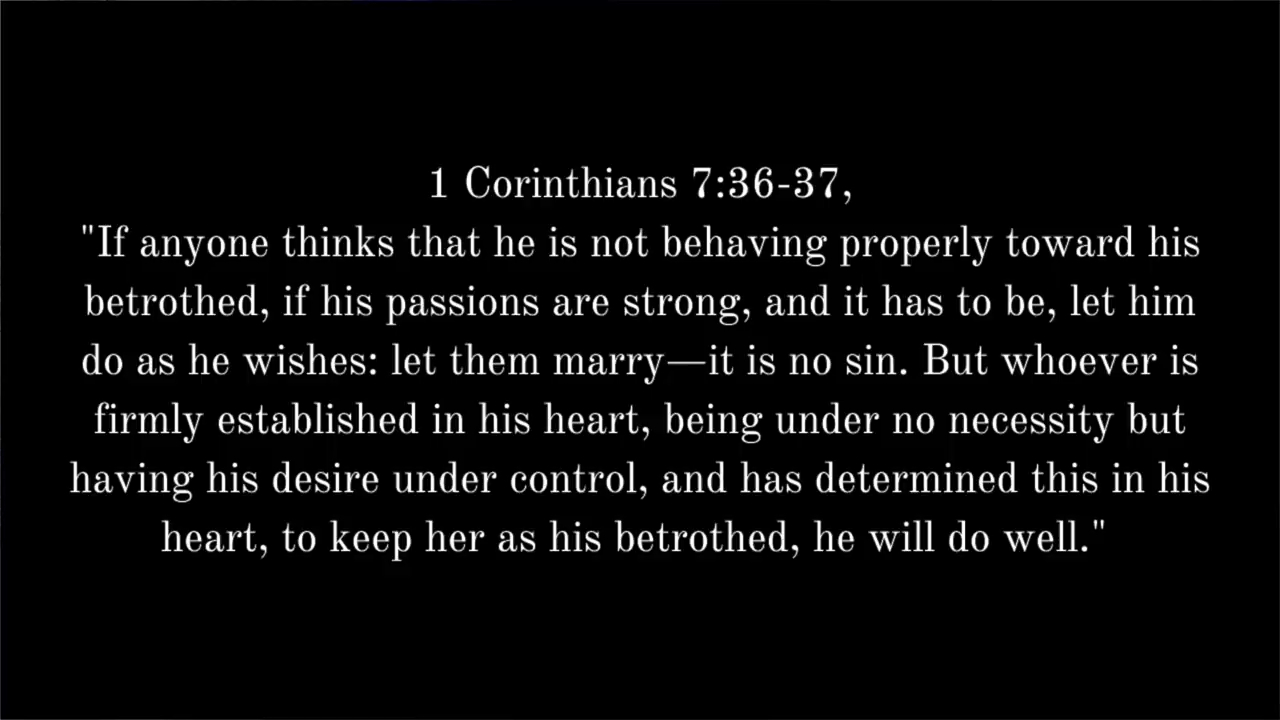 1 Corinthians 7:36-37,
"If anyone thinks that he is not behaving properly toward his
betrothed, if his passions are strong, and it has to be, let him
do as he wishes: let them marry—it is no sin. But whoever is
firmly established in his heart, being under no necessity but
having his desire under control, and has determined this in his
heart, to keep her as his betrothed, he will do well."